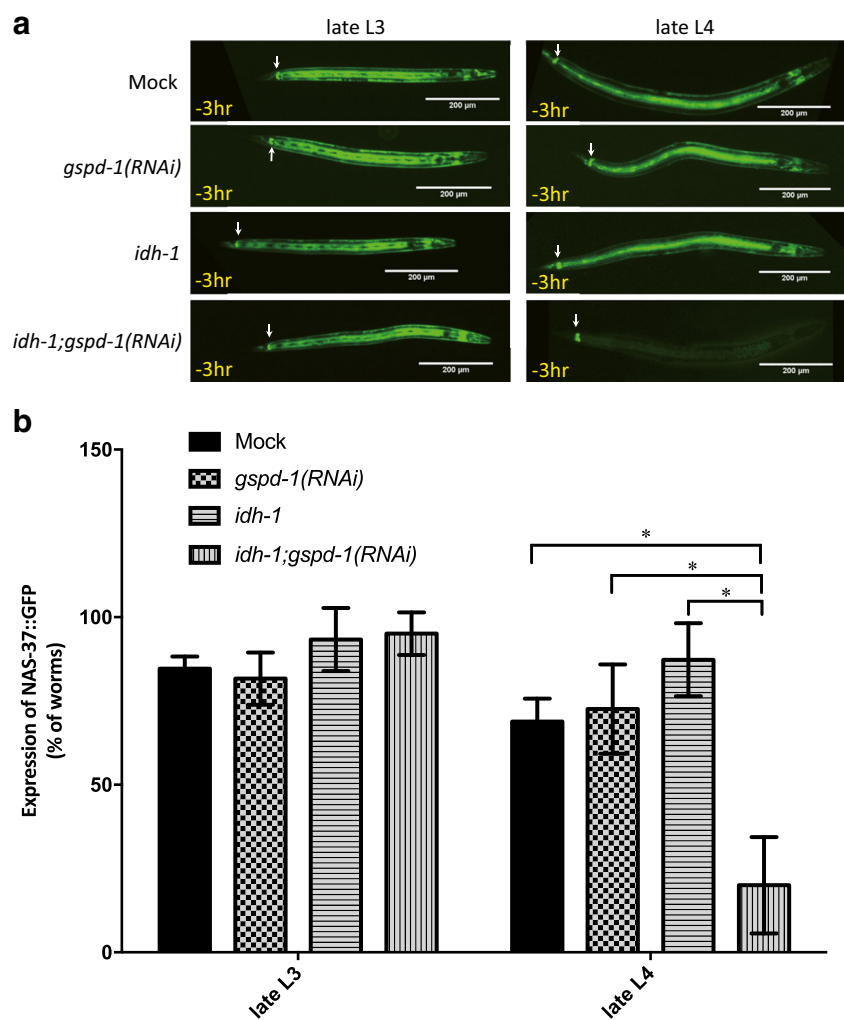 a
late L3
late L4
Mock
-3hr
200 µm
-3hr
200 µm
gspd-1(RNAi)
-3hr
200 µm
-3hr
200 µm
idh-1
-3hr
200 µm
-3hr
200 µm
idh-1;gspd-1(RNAi)
-3hr
200 µm
-3hr
200 µm
b
Mock
gspd-1(RNAi)
idh-1
idh-1;gspd-1(RNAi)
*
*
*
150
100
50
0
Expression of NAS-37::GFP
(% of worms)
late L3
late L4